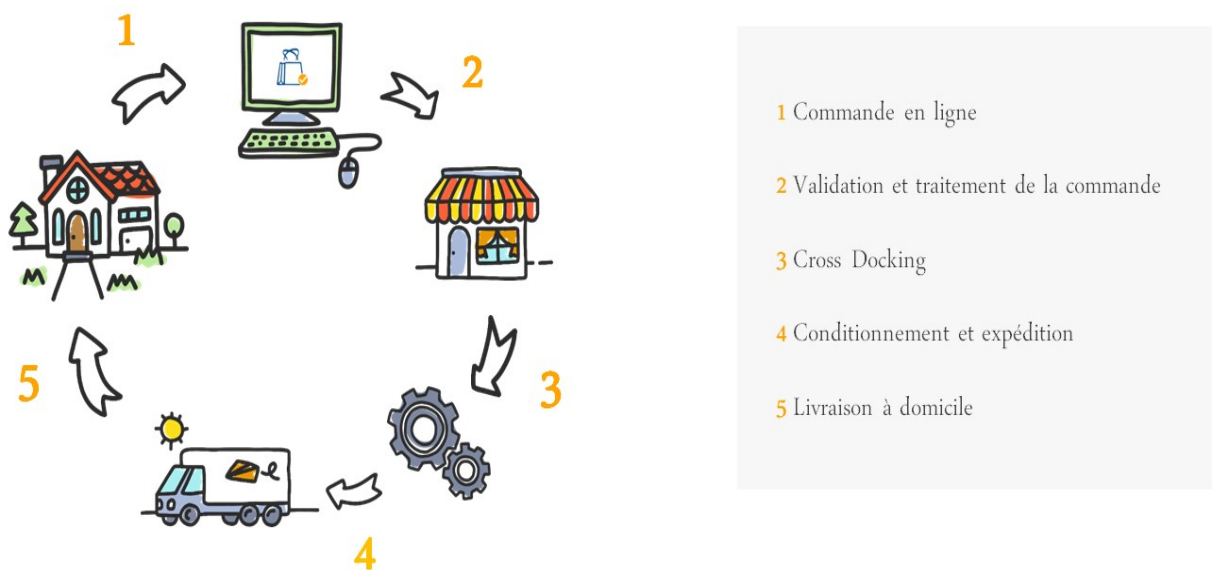 1
2
3
4
5
1 Commande en ligne
2 Validation et traitement de la commande
3 Cross Docking
4 Conditionnement et expédition
5 Livraison à domicile